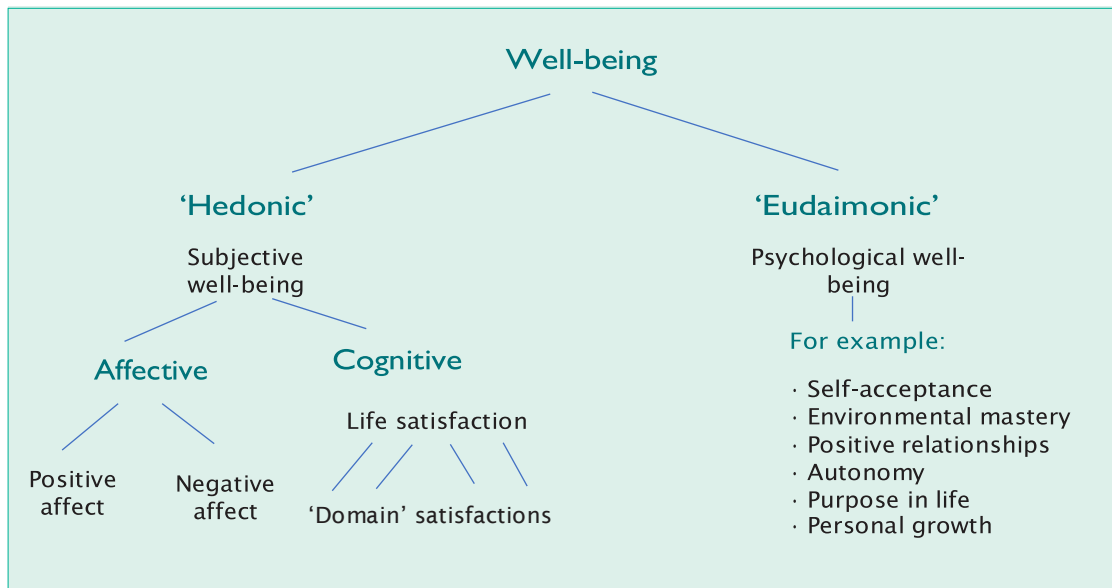 Well-being
‘Hedonic’
Subjective
well-being
Affective
Positive
affect
Negative
affect
Cognitive
Life satisfaction
‘Domain’ satisfactions
‘Eudaimonic’
Psychological well-
being
For example:
· Self-acceptance
· Environmental mastery
· Positive relationships
· Autonomy
· Purpose in life
· Personal growth